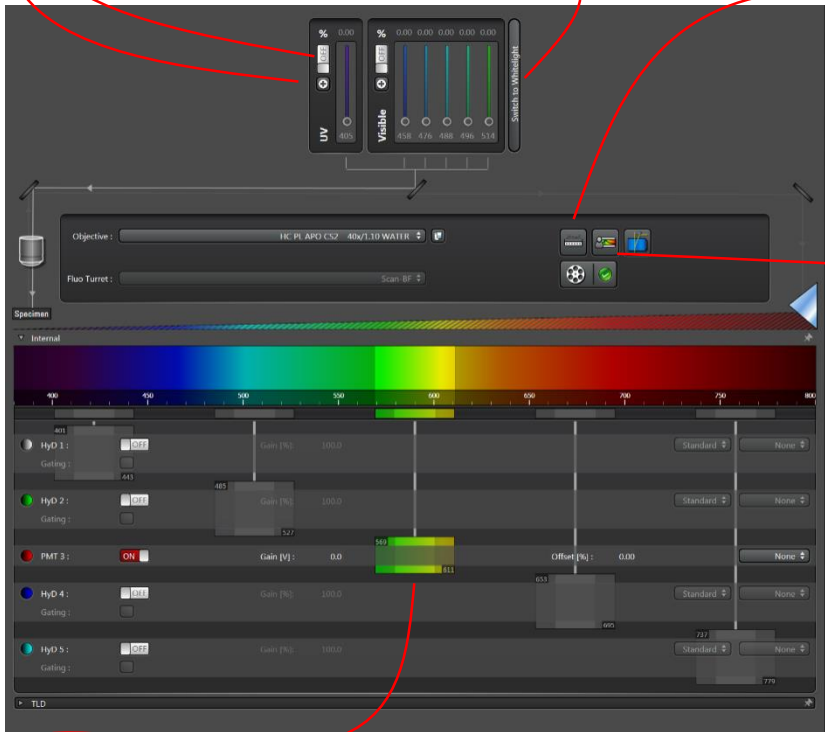 % 0.00 % 0.00 0.00 0.00 0.00 0.00
OFF OFF
UV 405
Visible 458 476 488 496 514
Switch to Whitelight
Objective : HC PL APO CS2 40x/1.10 WATER
Fluo Turret : Scan-BF
Specimen
Internal
400 450 500 550 600 650 700 750 800
401
HyD 1 : OFF Gain [%]: 100.0 Standard None
Gating :
443
485
HyD 2 : OFF Gain [%]: 100.0 Standard None
Gating :
527
569
PMT 3 : ON Gain [V] : 0.0 Offset [%] : 0.00 None
611
653
HyD 4 : OFF Gain [%]: 100.0 Standard None
Gating :
695
737
HyD 5 : OFF Gain [%]: 100.0 Standard None
Gating :
779
TLD